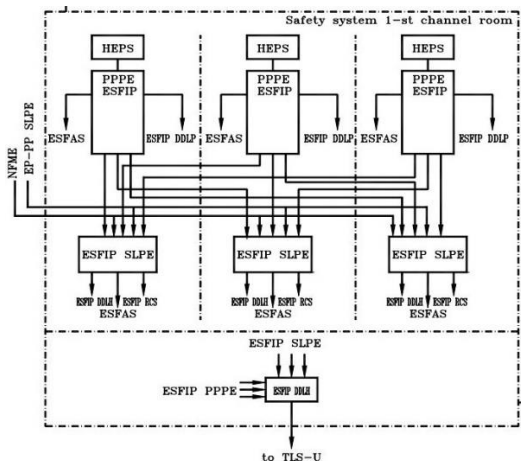 Safety system 1-st channel room
HEPS
HEPS
HEPS
PPPE
ESFIP
PPPE
ESFIP
PPPE
ESFIP
ESFAS
ESFIP DDLP
ESFAS
ESFIP DDLP
ESFAS
ESFIP DDLP
NFME
EP-PP SLPE
ESFIP SLPE
ESFIP SLPE
ESFIP SLPE
ESFIP DDLH
ESFIP RCS
ESFAS
ESFIP DDLH
ESFIP RCS
ESFAS
ESFIP DDLH
ESFIP RCS
ESFAS
ESFIP SLPE
ESFIP PPPE
ESFIP DDLH
to TLS-U